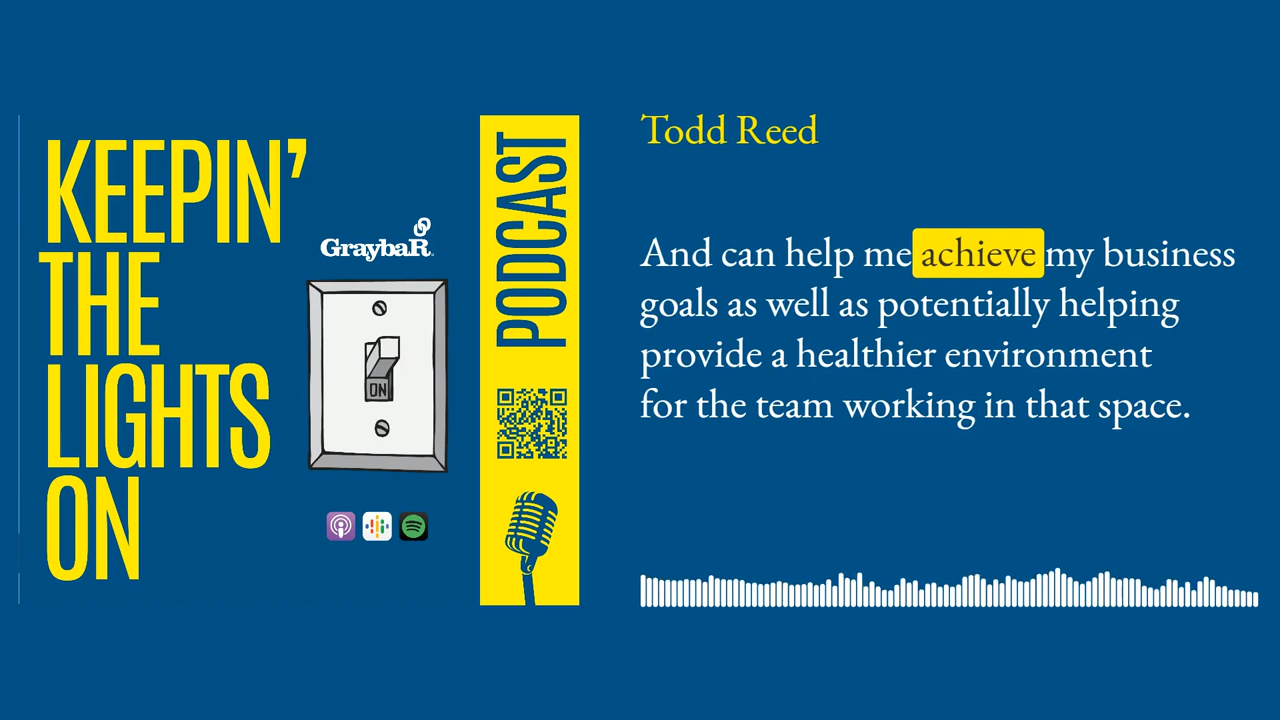 KEEPIN’
THE
LIGHTS
ON
GraybaR
ON
PODCAST
Todd Reed
And can help me achieve my business
goals as well as potentially helping
provide a healthier environment
for the team working in that space.